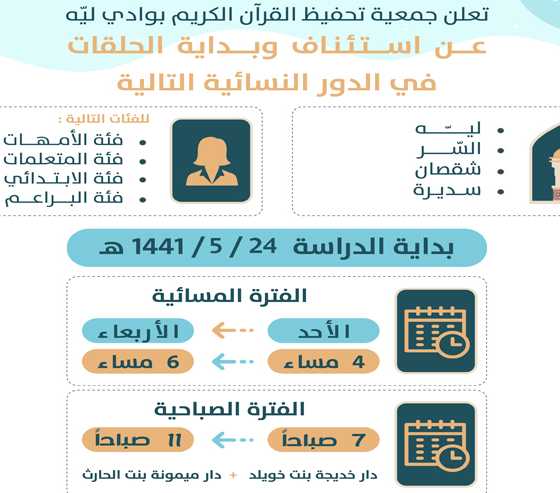 تعلن جمعية تحفيظ القرآن الكريم بوادي ليّه
عن استئناف وبداية الحلقات
في الدور النسائية التالية
ليّه
السّر
شقصان
سديرة
للفئات التالية :
فئة الأمهات
فئة المتعلمات
فئة الابتدائي
فئة البراعم
بداية الدراسة 24 / 5 / 1441 هـ
الفترة المسائية
الأحد الأربعاء
4 مساء 6 مساء
الفترة الصباحية
7 صباحاً 11 صباحاً
دار خديجة بنت خويلد + دار ميمونة بنت الحارث